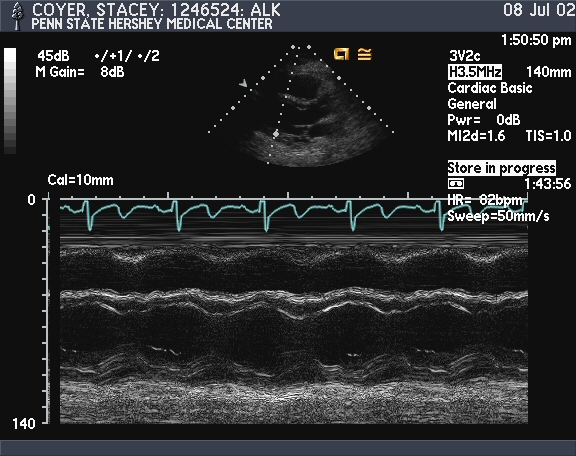 COYER, STACEY: 1246524: ALK 08 Jul 02
PENN STATE HERSHEY MEDICAL CENTER
1:50:50 pm
45dB •/+1/ •/2 3V2c
M Gain= 8dB H3.5MHz 140mm
Cardiac Basic
General
Pwr= 0dB
MI2d=1.6 TIS=1.0
Store in progress
Cal=10mm 1:43:56
0 HR= 82bpm
Sweep=50mm/s
140